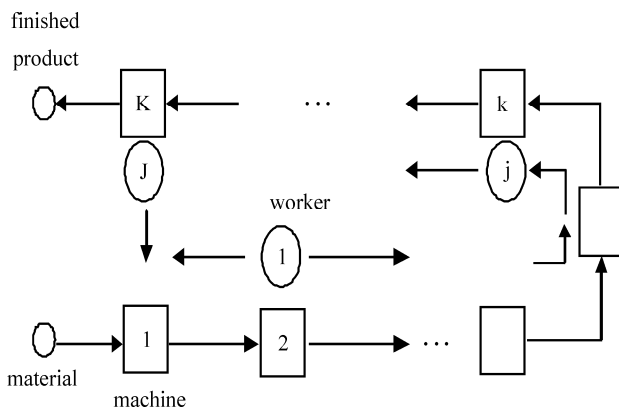 finished
product
K
...
k
J
j
worker
1
1
2
...
material
machine